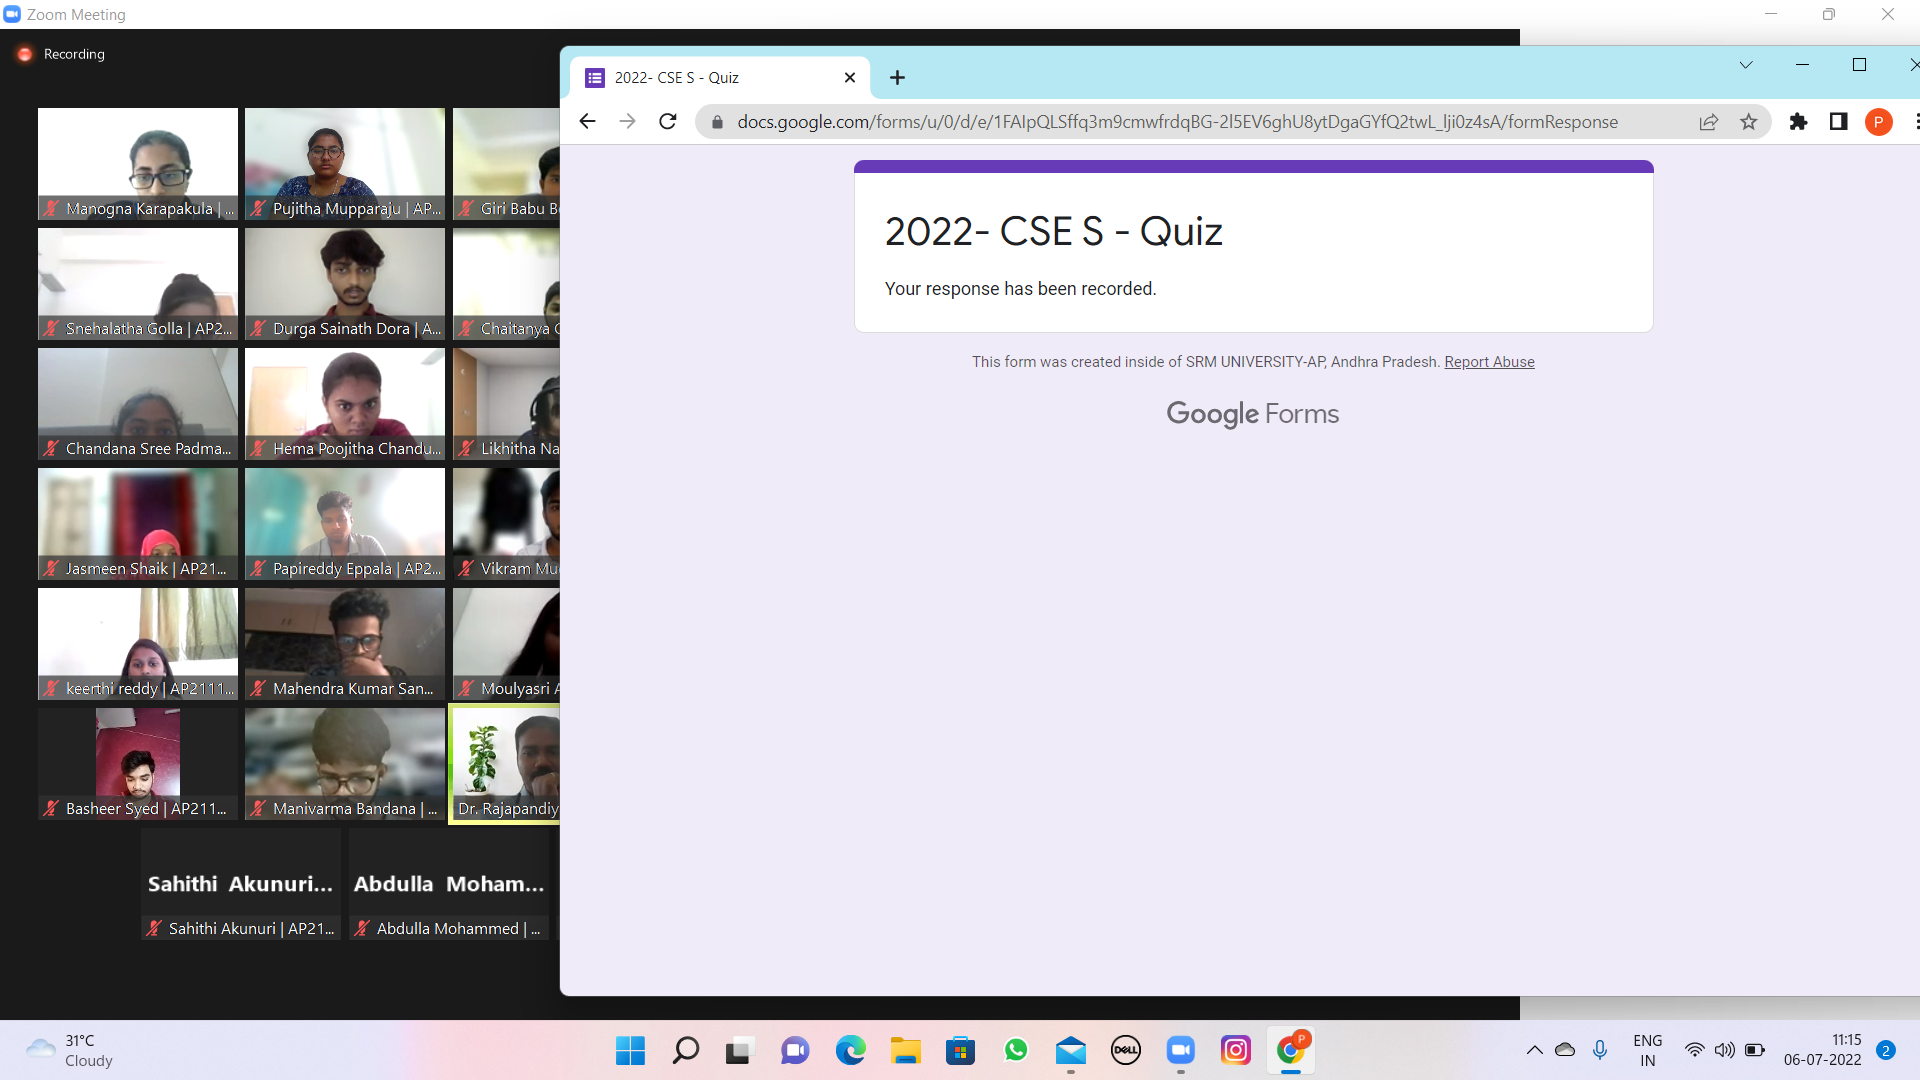 Zoom Meeting
Recording
Manogna Karapakula | ...
Pujitha Mupparaju | AP...
Giri Babu B
Snehalatha Golla | AP2...
Durga Sainath Dora | A...
Chaitanya
Chandana Sree Padma...
Hema Poojitha Chandu...
Likhitha Na
Jasmeen Shaik | AP21...
Papireddy Eppala | AP2...
Vikram Mu
keerthi reddy | AP2111...
Mahendra Kumar San...
Moulyasri A
Basheer Syed | AP211...
Manivarma Bandana | ...
Dr. Rajapandiy
Sahithi Akunuri...
Abdulla Moham...
Sahithi Akunuri | AP21...
Abdulla Mohammed | ...
2022- CSE S - Quiz
docs.google.com/forms/u/0/d/e/1FAIpQLSffq3m9cmwfrdqBG-2l5EV6ghU8ytDgaGYfQ2twL_lji0z4sA/formResponse
P
2022- CSE S - Quiz
Your response has been recorded.
This form was created inside of SRM UNIVERSITY-AP, Andhra Pradesh. Report Abuse
Google Forms
31°C
Cloudy
DELL
P
ENG
IN
11:15
06-07-2022
2